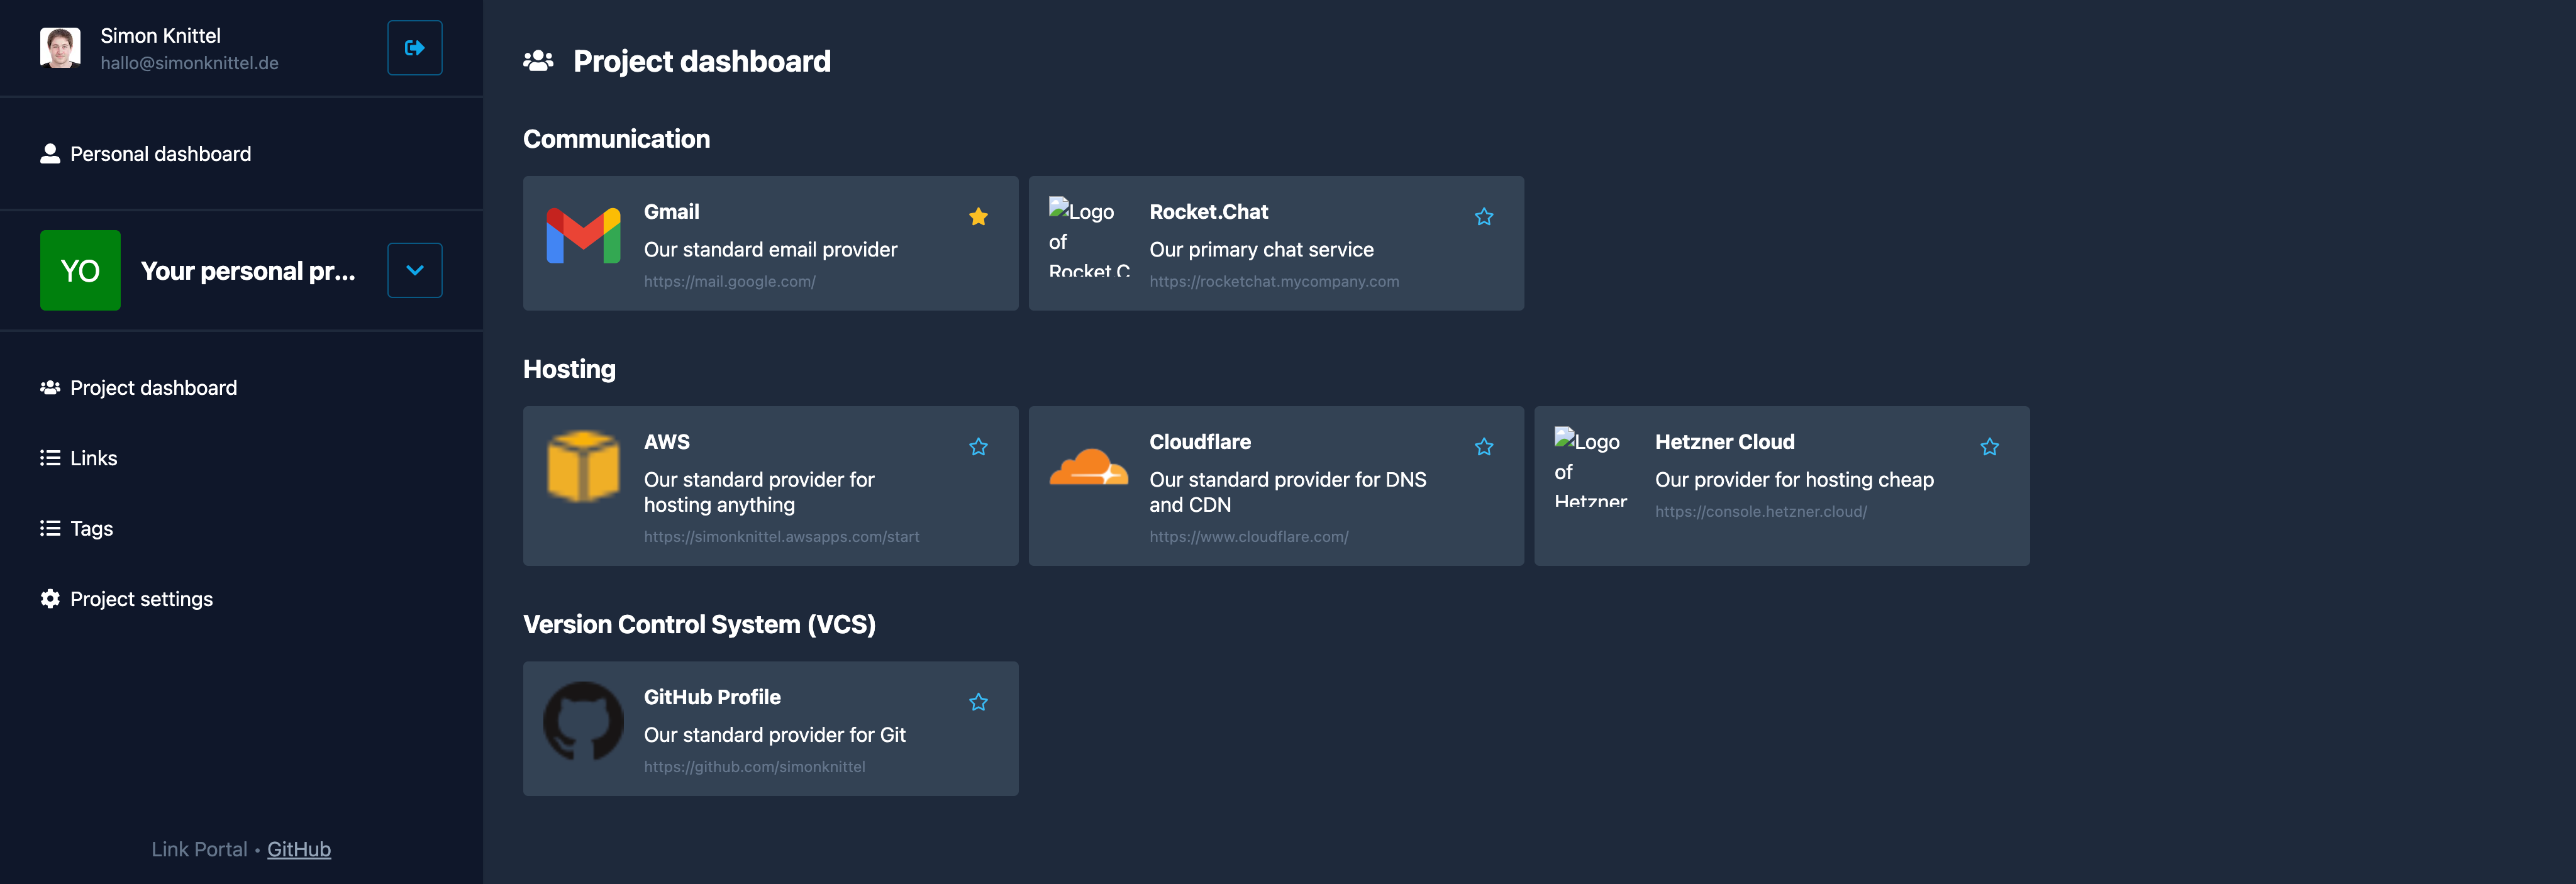 Simon Knittel
hallo@simonknittel.de
Personal dashboard
YO
Your personal pr...
Project dashboard
Links
Tags
Project settings
Link Portal • GitHub
Project dashboard
Communication
Gmail
Our standard email provider
https://mail.google.com/
Logo
of
Rocket C
Rocket.Chat
Our primary chat service
https://rocketchat.mycompany.com
Hosting
AWS
Our standard provider for
hosting anything
https://simonknittel.awsapps.com/start
Cloudflare
Our standard provider for DNS
and CDN
https://www.cloudflare.com/
Logo
of
Hetzner
Hetzner Cloud
Our provider for hosting cheap
https://console.hetzner.cloud/
Version Control System (VCS)
GitHub Profile
Our standard provider for Git
https://github.com/simonknittel